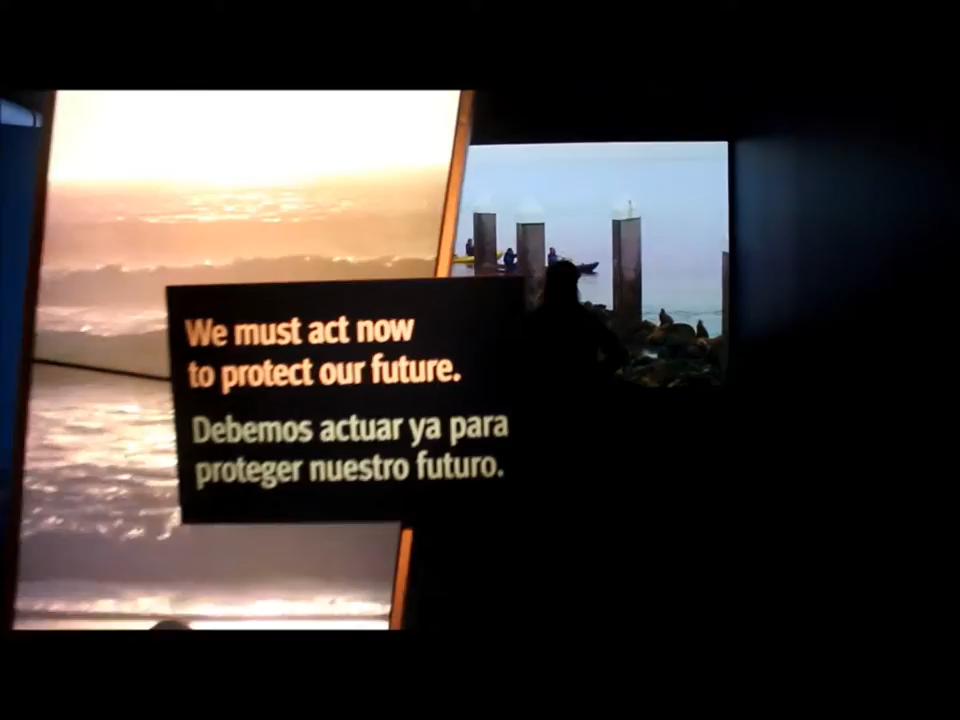 We must act now
to protect our future.
Debemos actuar ya para
proteger nuestro futuro.